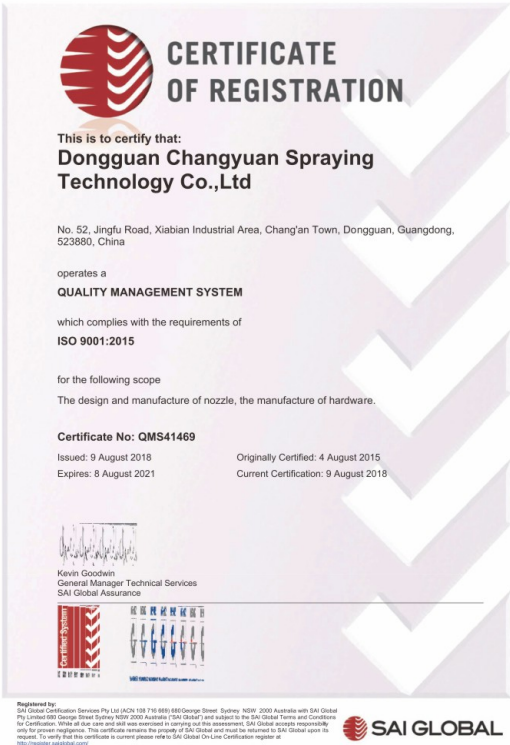 CERTIFICATE
OF REGISTRATION
This is to certify that:
Dongguan Changyuan Spraying
Technology Co.,Ltd
No. 52, Jingfu Road, Xiabian Industrial Area, Chang'an Town, Dongguan, Guangdong,
523880, China
operates a
QUALITY MANAGEMENT SYSTEM
which complies with the requirements of
ISO 9001:2015
for the following scope
The design and manufacture of nozzle, the manufacture of hardware.
Certificate No: QMS41469
Issued: 9 August 2018
Originally Certified: 4 August 2015
Expires: 8 August 2021
Current Certification: 9 August 2018
Kevin Goodwin
General Manager Technical Services
SAI Global Assurance
Certified System
Registered by:
SAI Global Certification Services Pty Ltd (ACN 108 716 669) 680 George Street Sydney NSW 2000 Australia with SAI Global
Pty Limited 680 George Street Sydney NSW 2000 Australia ("SAI Global") and subject to the SAI Global Terms and Conditions
for Certification. While all due care and skill was exercised in carrying out this assessment, SAI Global accepts responsibility
only for proven negligence. This certificate remains the property of SAI Global and must be returned to SAI Global upon its
request. To verify that this certificate is current please refer to SAI Global On-Line Certification register at
http://register.saiglobal.com/
SAI GLOBAL